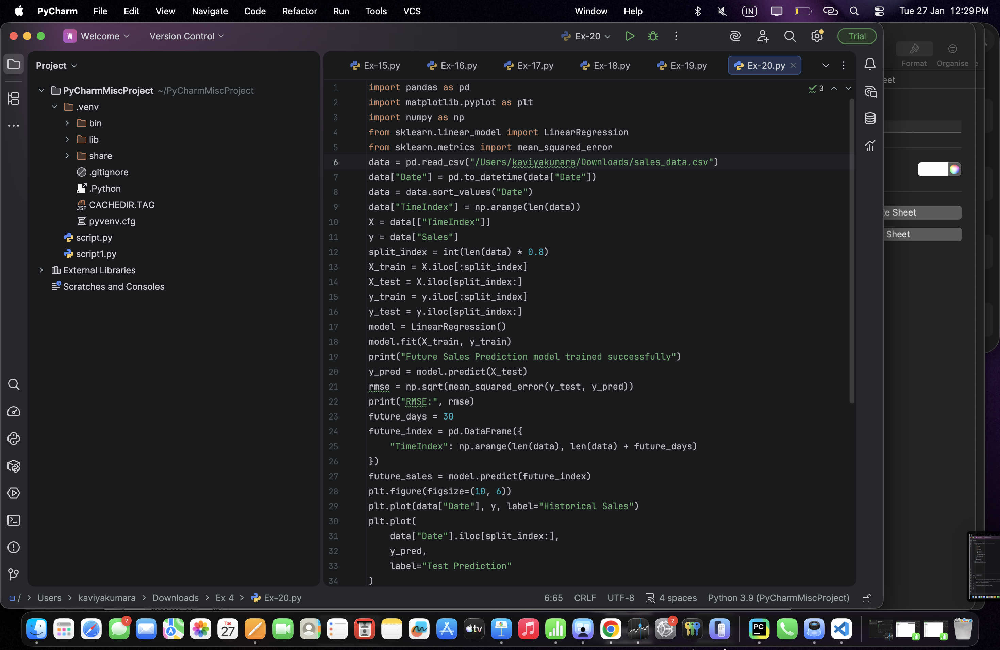 PyCharm File Edit View Navigate Code Refactor Run Tools VCS Window Help IN Tue 27 Jan 12:29 PM
W Welcome Version Control Ex-20 Trial
Format Organise
Project
Ex-15.py Ex-16.py Ex-17.py Ex-18.py Ex-19.py Ex-20.py
PyCharmMiscProject ~/PyCharmMiscProject
.venv
bin
lib
share
.gitignore
.Python
JSP CACHEDIR.TAG
pyvenv.cfg
script.py
script1.py
External Libraries
Scratches and Consoles
3
1 import pandas as pd
2 import matplotlib.pyplot as plt
3 import numpy as np
4 from sklearn.linear_model import LinearRegression
5 from sklearn.metrics import mean_squared_error
6 data = pd.read_csv("/Users/kaviyakumara/Downloads/sales_data.csv")
7 data["Date"] = pd.to_datetime(data["Date"])
8 data = data.sort_values("Date")
9 data["TimeIndex"] = np.arange(len(data))
10 X = data[["TimeIndex"]]
11 y = data["Sales"]
12 split_index = int(len(data) * 0.8)
13 X_train = X.iloc[:split_index]
14 X_test = X.iloc[split_index:]
15 y_train = y.iloc[:split_index]
16 y_test = y.iloc[split_index:]
17 model = LinearRegression()
18 model.fit(X_train, y_train)
19 print("Future Sales Prediction model trained successfully")
20 y_pred = model.predict(X_test)
21 rmse = np.sqrt(mean_squared_error(y_test, y_pred))
22 print("RMSE:", rmse)
23 future_days = 30
24 future_index = pd.DataFrame({
25 "TimeIndex": np.arange(len(data), len(data) + future_days)
26 })
27 future_sales = model.predict(future_index)
28 plt.figure(figsize=(10, 6))
29 plt.plot(data["Date"], y, label="Historical Sales")
30 plt.plot(
31 data["Date"].iloc[split_index:],
32 y_pred,
33 label="Test Prediction"
34 )
eet
e Sheet
Sheet
/ > Users > kaviyakumara > Downloads > Ex 4 > Ex-20.py 6:65 CRLF UTF-8 4 spaces Python 3.9 (PyCharmMiscProject)
2 Tue 27 tv 2 PC